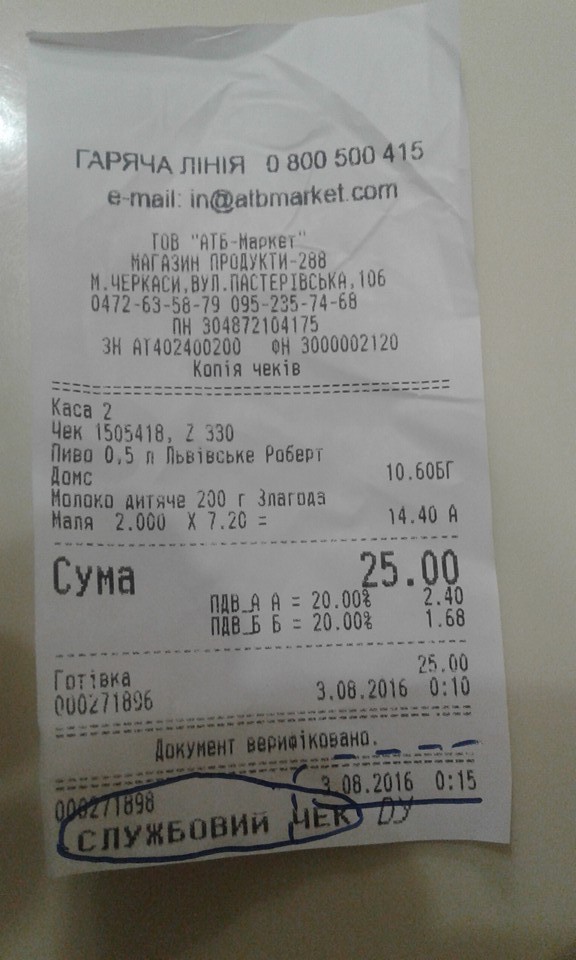 ГАРЯЧА ЛІНІЯ 0 800 500 415
e-mail: in@atbmarket.com
ТОВ "АТБ-Маркет"
МАГАЗИН ПРОДУКТИ-288
М.ЧЕРКАСИ,ВУЛ.ПАСТЕРІВСЬКА,106
0472-63-58-79 095-235-74-68
ПН 304872104175
ЗН АТ402400200 ФН 3000002120
Копія чеків
Каса 2
Чек 1505418, Z 330
Пиво 0,5 л Львівське Роберт
Домс 10.60БГ
Молоко дитяче 200 г Злагода
Маля 2.000 X 7.20 = 14.40 А
Сума 25.00
ПДВ_А А = 20.00% 2.40
ПДВ_Б Б = 20.00% 1.68
25.00
Готівка
000271896 3.08.2016 0:10
Документ верифіковано.
000271898 3.08.2016 0:15
СЛУЖБОВИЙ ЧЕК